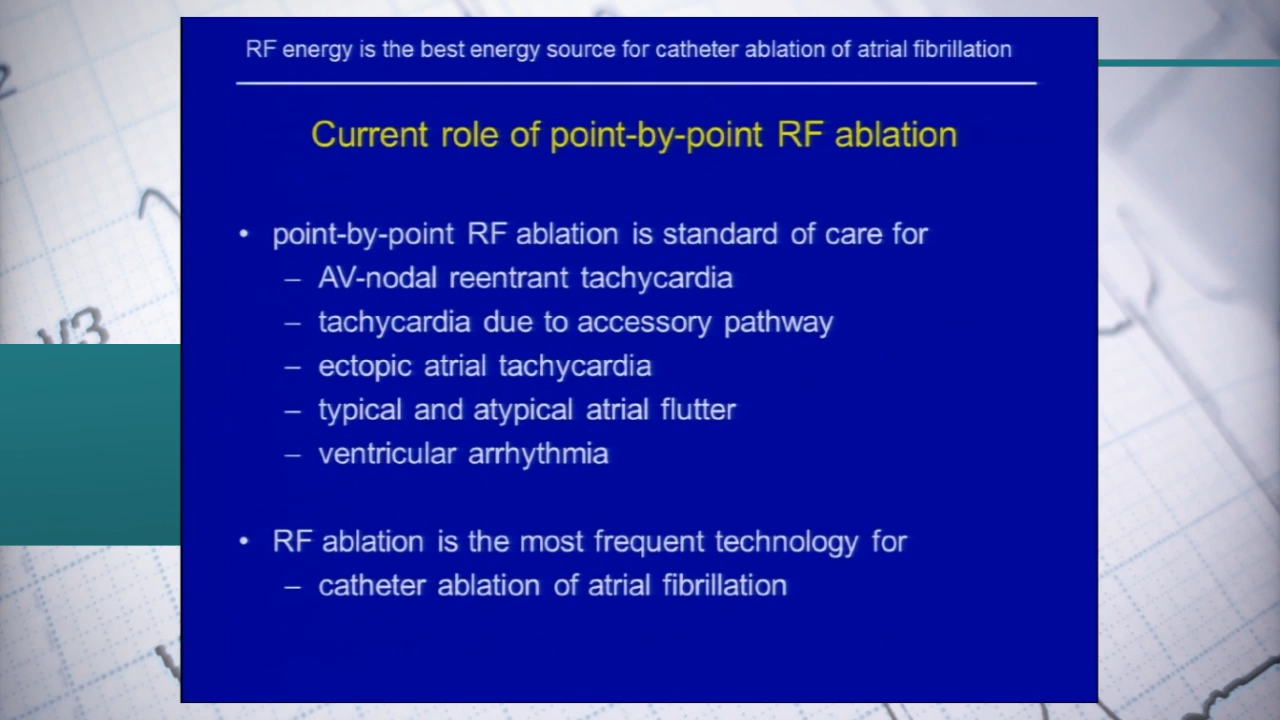 RF energy is the best energy source for catheter ablation of atrial fibrillation
Current role of point-by-point RF ablation
• point-by-point RF ablation is standard of care for
– AV-nodal reentrant tachycardia
– tachycardia due to accessory pathway
– ectopic atrial tachycardia
– typical and atypical atrial flutter
– ventricular arrhythmia
• RF ablation is the most frequent technology for
– catheter ablation of atrial fibrillation
2
V3